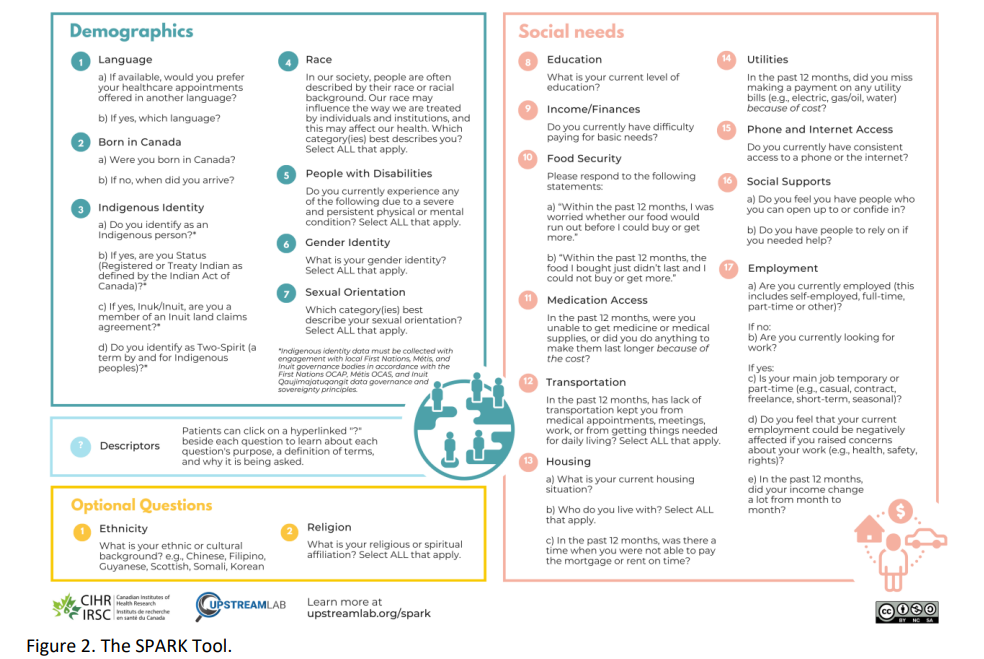 Demographics
1
Language
a) If available, would you prefer
your healthcare appointments
offered in another language?
b) If yes, which language?
2
Born in Canada
a) Were you born in Canada?
b) If no, when did you arrive?
3
Indigenous Identity
a) Do you identify as an
Indigenous person?*
b) If yes, are you Status
(Registered or Treaty Indian as
defined by the Indian Act of
Canada)?*
c) If yes, Inuk/Inuit, are you a
member of an Inuit land claims
agreement?*
d) Do you identify as Two-Spirit (a
term by and for Indigenous
peoples)?*
4
Race
In our society, people are often
described by their race or racial
background. Our race may
influence the way we are treated
by individuals and institutions, and
this may affect our health. Which
category(ies) best describes you?
Select ALL that apply.
5
People with Disabilities
Do you currently experience any
of the following due to a severe
and persistent physical or mental
condition? Select ALL that apply.
6
Gender Identity
What is your gender identity?
Select ALL that apply.
7
Sexual Orientation
Which category(ies) best
describe your sexual orientation?
Select ALL that apply.
*Indigenous identity data must be collected with
engagement with local First Nations, Métis, and
Inuit governance bodies in accordance with the
First Nations OCAP, Métis OCAS, and Inuit
Qaujimajatuqangit data governance and
sovereignty principles.
?
Descriptors
Patients can click on a hyperlinked "?"
beside each question to learn about each
question's purpose, a definition of terms,
and why it is being asked.
Optional Questions
1
Ethnicity
What is your ethnic or cultural
background? e.g., Chinese, Filipino,
Guyanese, Scottish, Somali, Korean
2
Religion
What is your religious or spiritual
affiliation? Select ALL that apply.
Social needs
8
Education
What is your current level of
education?
9
Income/Finances
Do you currently have difficulty
paying for basic needs?
10
Food Security
Please respond to the following
statements:
a) "Within the past 12 months, I was
worried whether our food would
run out before I could buy or get
more."
b) "Within the past 12 months, the
food I bought just didn't last and I
could not buy or get more."
11
Medication Access
In the past 12 months, were you
unable to get medicine or medical
supplies, or did you do anything to
make them last longer because of
the cost?
12
Transportation
In the past 12 months, has lack of
transportation kept you from
medical appointments, meetings,
work, or from getting things needed
for daily living? Select ALL that apply.
13
Housing
a) What is your current housing
situation?
b) Who do you live with? Select ALL
that apply.
c) In the past 12 months, was there a
time when you were not able to pay
the mortgage or rent on time?
14
Utilities
In the past 12 months, did you miss
making a payment on any utility
bills (e.g., electric, gas/oil, water)
because of cost?
15
Phone and Internet Access
Do you currently have consistent
access to a phone or the internet?
16
Social Supports
a) Do you feel you have people who
you can open up to or confide in?
b) Do you have people to rely on if
you needed help?
17
Employment
a) Are you currently employed (this
includes self-employed, full-time,
part-time or other)?
If no:
b) Are you currently looking for
work?
If yes:
c) Is your main job temporary or
part-time (e.g., casual, contract,
freelance, short-term, seasonal)?
d) Do you feel that your current
employment could be negatively
affected if you raised concerns
about your work (e.g., health, safety,
rights)?
e) In the past 12 months,
did your income change
a lot from month to
month?
$
CIHR
IRSC
Canadian Institutes of
Health Research
Instituts de recherche
en santé du Canada
UPSTREAMLAB
Learn more at
upstreamlab.org/spark
cc
BY NC SA
Figure 2. The SPARK Tool.